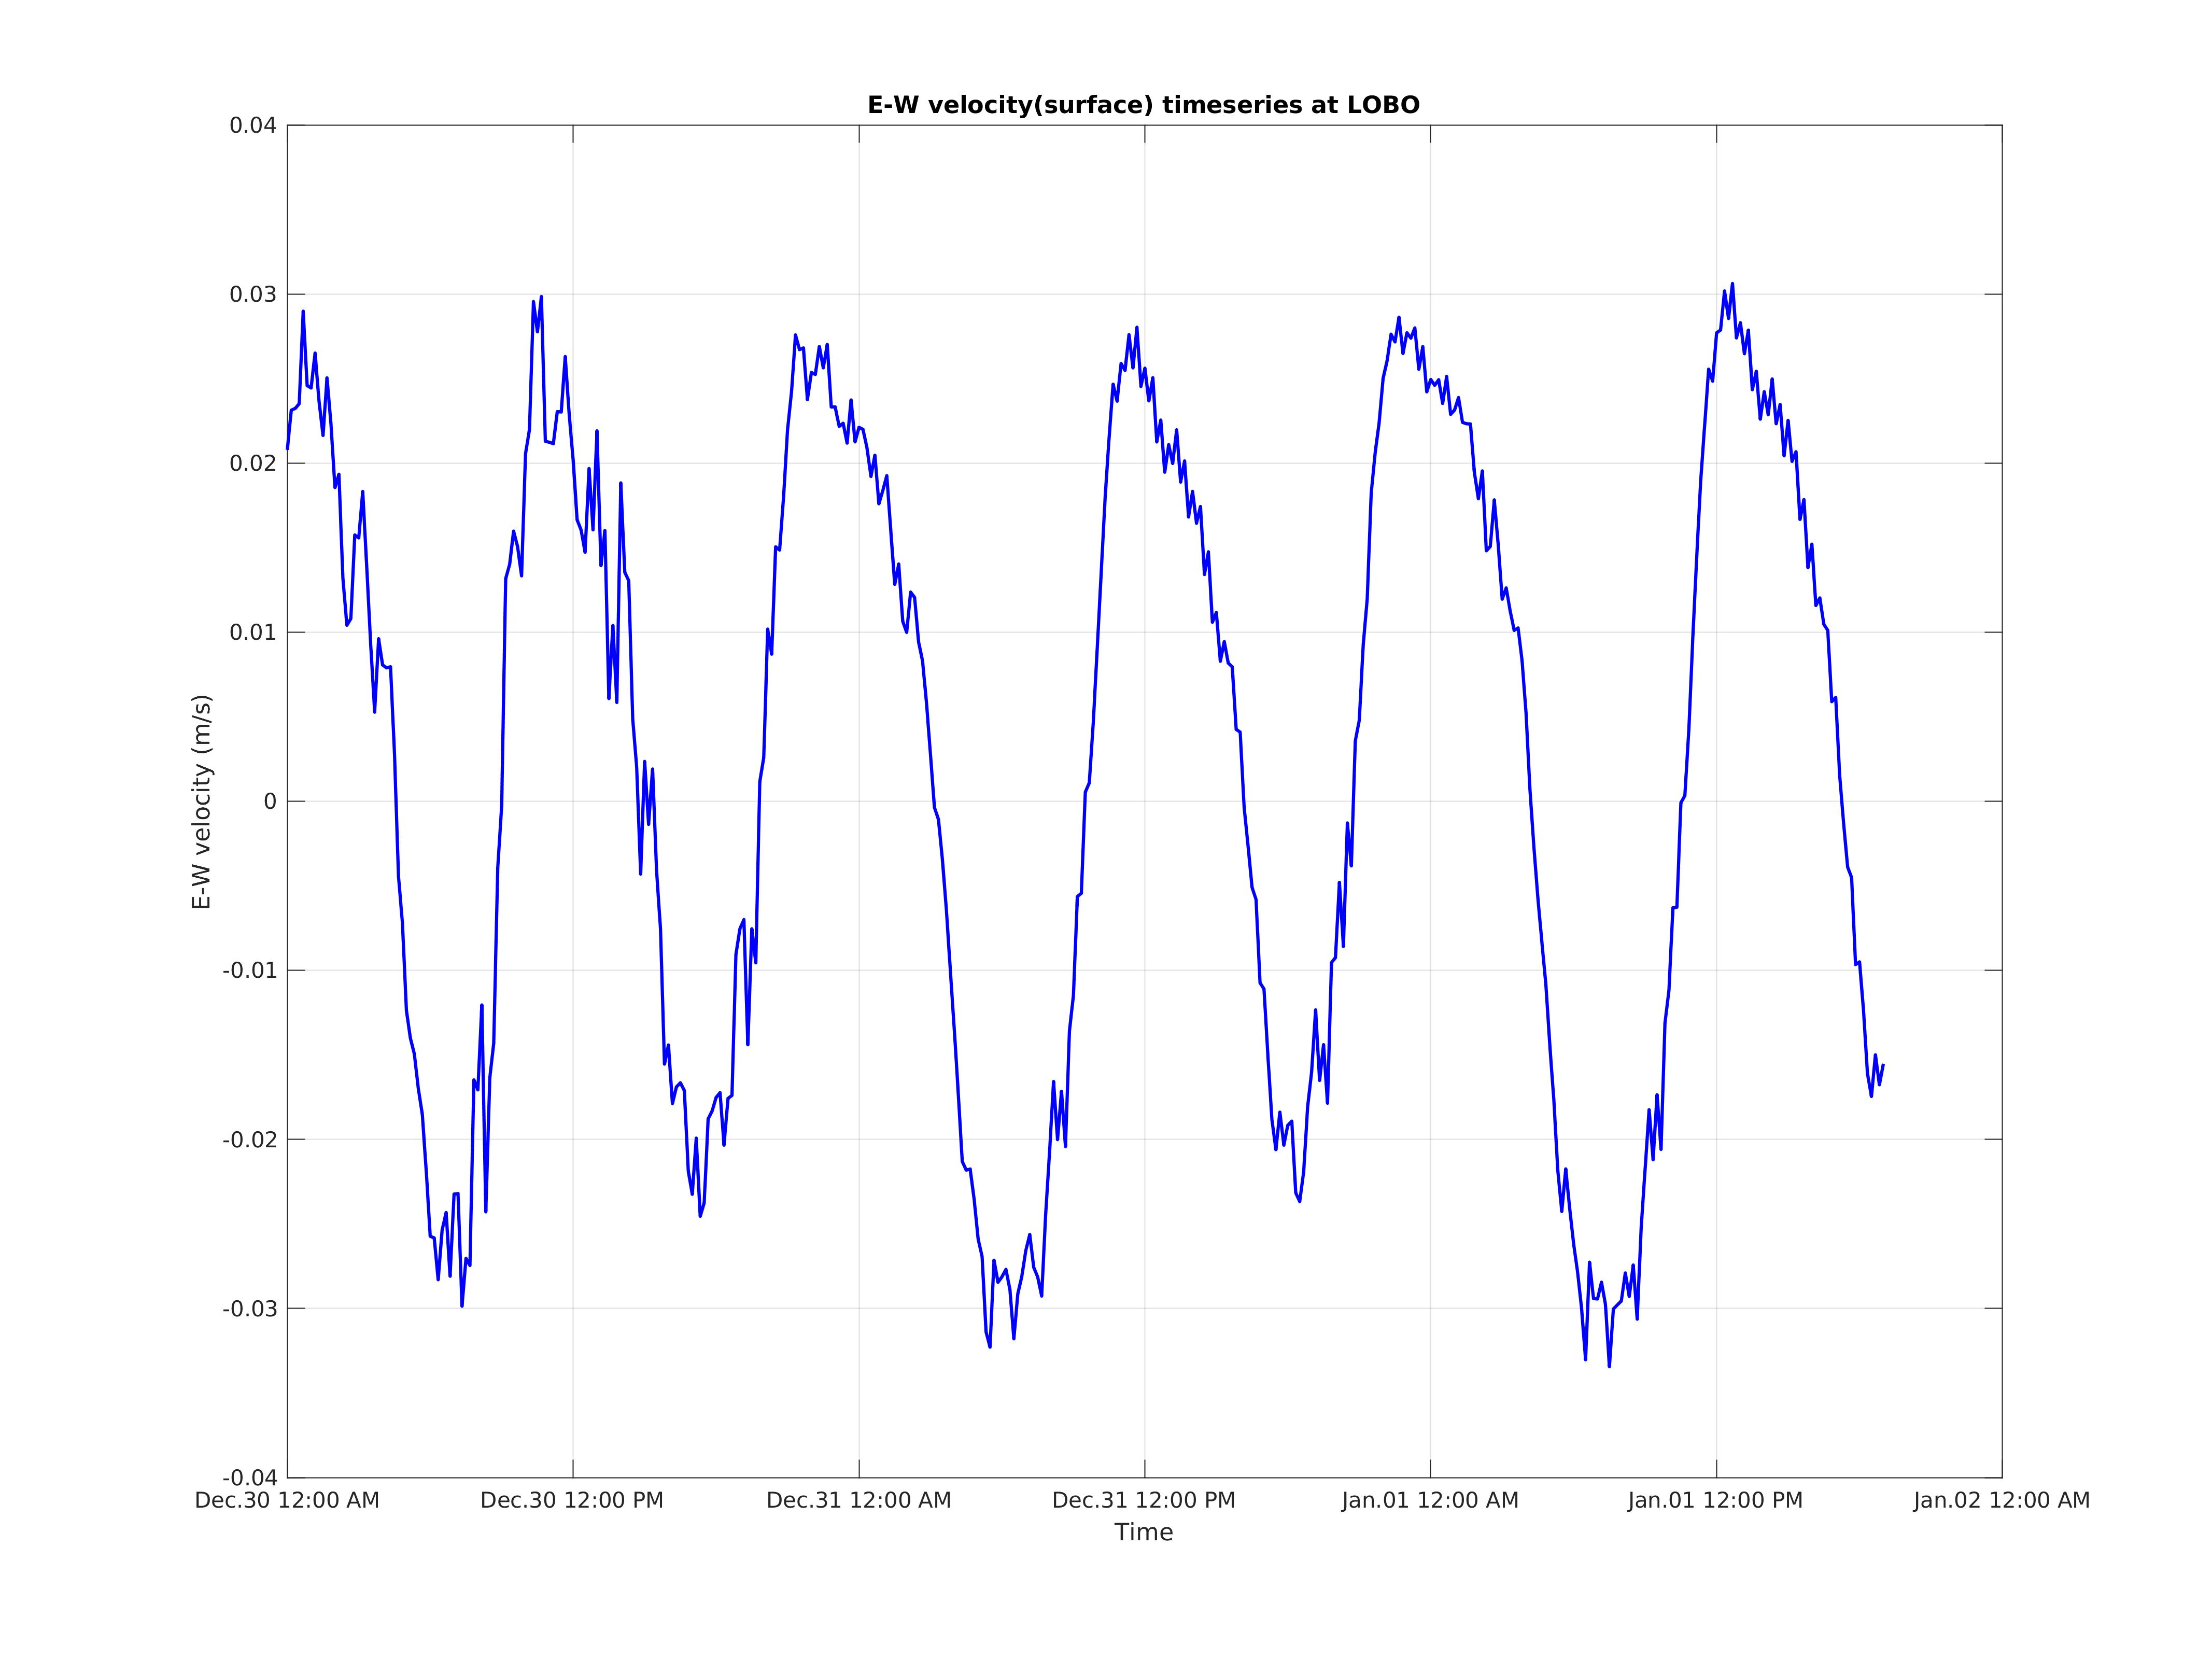 E-W velocity(surface) timeseries at LOBO
0.04
0.03
0.02
0.01
0
-0.01
-0.02
-0.03
-0.04
E-W velocity (m/s)
Dec.30 12:00 AM Dec.30 12:00 PM Dec.31 12:00 AM Dec.31 12:00 PM Jan.01 12:00 AM Jan.01 12:00 PM Jan.02 12:00 AM
Time